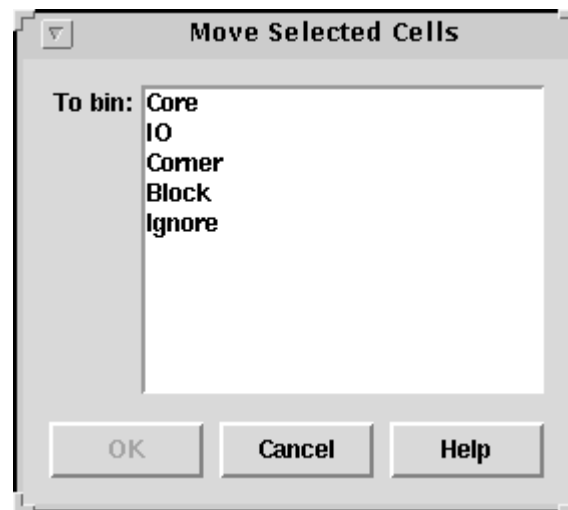 Move Selected Cells
To bin: Core
IO
Corner
Block
Ignore
OK Cancel Help